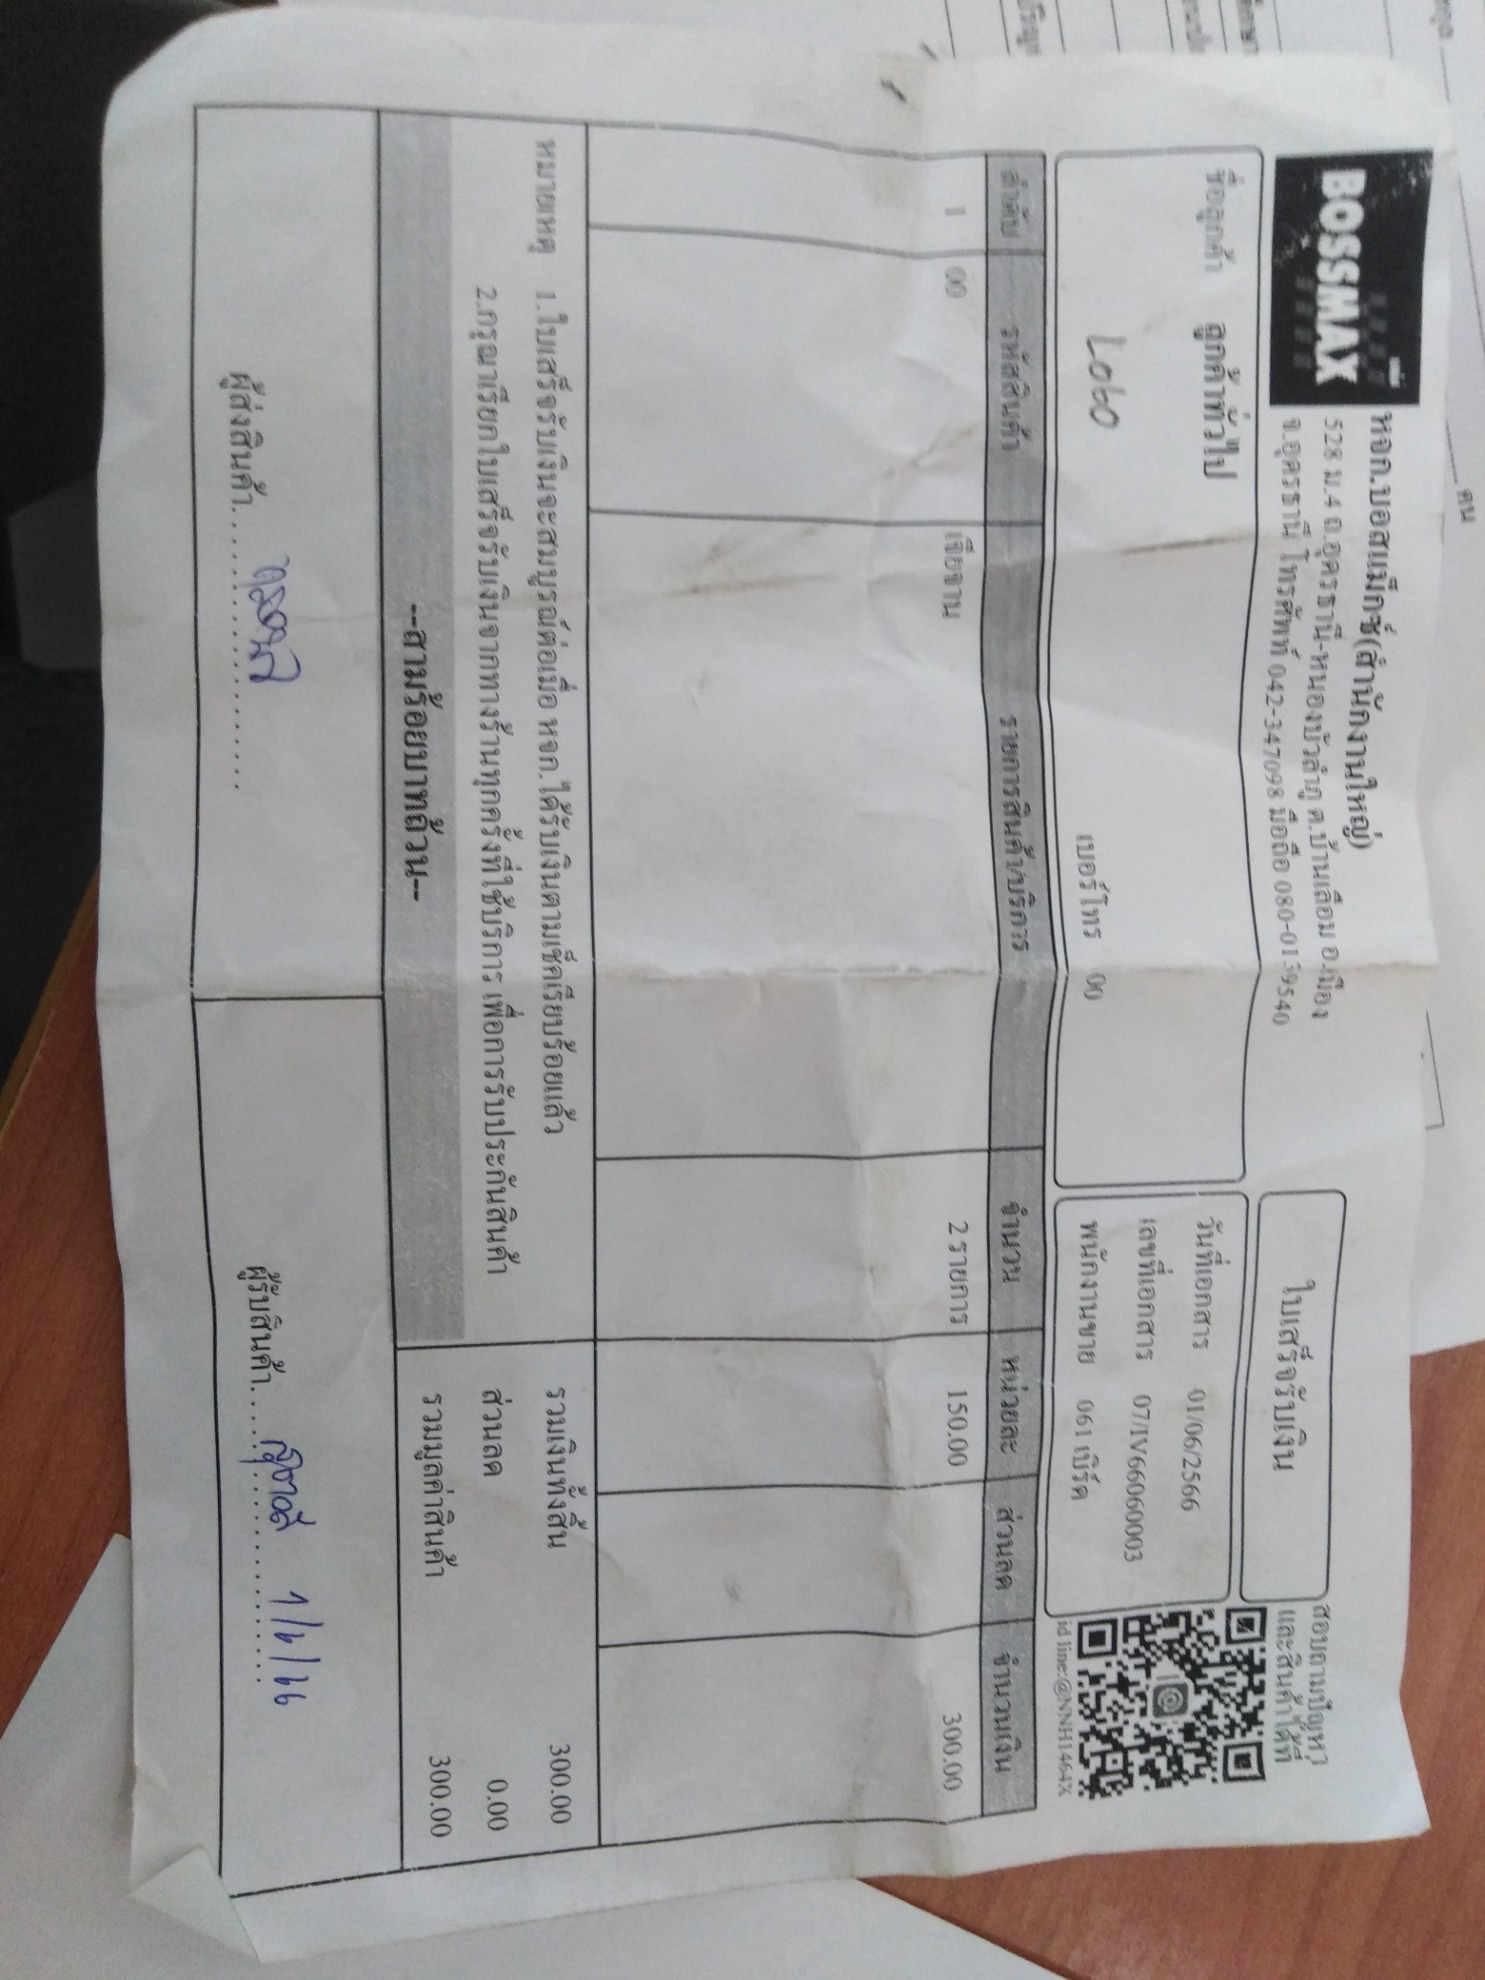 BOSSMAX
หจก.บอสแม็กซ์(สำนักงานใหญ่)
528 ม.4 ถ.อุดรธานี-หนองบัวลำภู ต.บ้านเลื่อม อ.เมือง
จ.อุดรธานี โทรศัพท์ 042-347098 มือถือ 080-0139540
ใบเสร็จรับเงิน
สอบถามปัญหา
และสินค้าได้ที่
id line:@NNH1464X
ชื่อลูกค้า ลูกค้าทั่วไป
เบอร์โทร 00
วันที่เอกสาร 01/06/2566
เลขที่เอกสาร 07/IV66060003
พนักงานขาย 061 เบิร์ด
ลำดับ รหัสสินค้า รายการสินค้า/บริการ จำนวน หน่วยละ ส่วนลด จำนวนเงิน
1 00 เจียจาน 2 รายการ 150.00 300.00
หมายเหตุ 1.ใบเสร็จรับเงินจะสมบูรณ์ต่อเมื่อ หจก.ได้รับเงินตามเช็คเรียบร้อยแล้ว
2.กรุณาเรียกใบเสร็จรับเงินจากทางร้านทุกครั้งที่ใช้บริการ เพื่อการรับประกันสินค้า
รวมเงินทั้งสิ้น 300.00
ส่วนลด 0.00
รวมมูลค่าสินค้า 300.00
--สามร้อยบาทถ้วน--
ผู้ส่งสินค้า
ผู้รับสินค้า 1/6/66